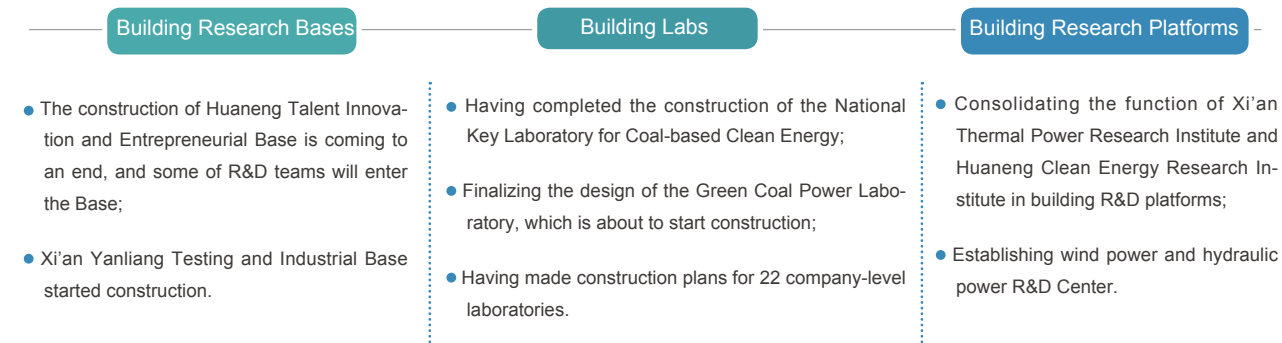 Building Research Bases
The construction of Huaneng Talent Innova-
tion and Entrepreneurial Base is coming to
an end, and some of R&D teams will enter
the Base;
Xi’an Yanliang Testing and Industrial Base
started construction.
Building Labs
Having completed the construction of the National
Key Laboratory for Coal-based Clean Energy;
Finalizing the design of the Green Coal Power Labo-
ratory, which is about to start construction;
Having made construction plans for 22 company-level
laboratories.
Building Research Platforms
Consolidating the function of Xi’an
Thermal Power Research Institute and
Huaneng Clean Energy Research In-
stitute in building R&D platforms;
Establishing wind power and hydraulic
power R&D Center.